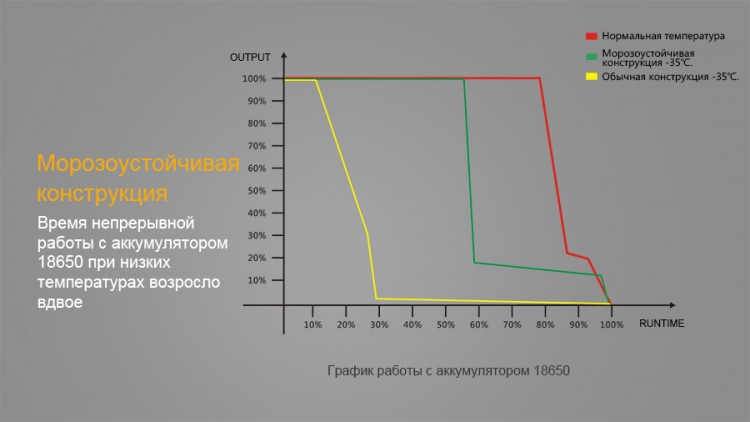 Морозоустойчивая
конструкция
Время непрерывной
работы с аккумулятором
18650 при низких
температурах возросло
вдвое
Нормальная температура
Морозоустойчивая
конструкция -35℃.
Обычная конструкция -35℃.
OUTPUT
100%
90%
80%
70%
60%
50%
40%
30%
20%
10%
10% 20% 30% 40% 50% 60% 70% 80% 90% 100% RUNTIME
График работы с аккумулятором 18650